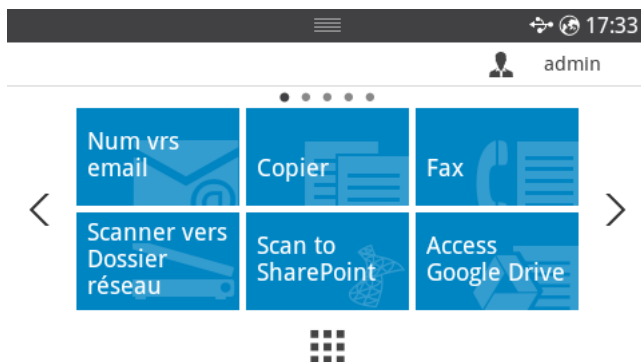 17:33
admin
Num vrs
email
Copier
Fax
Scanner vers
Dossier
réseau
Scan to
SharePoint
Access
Google Drive